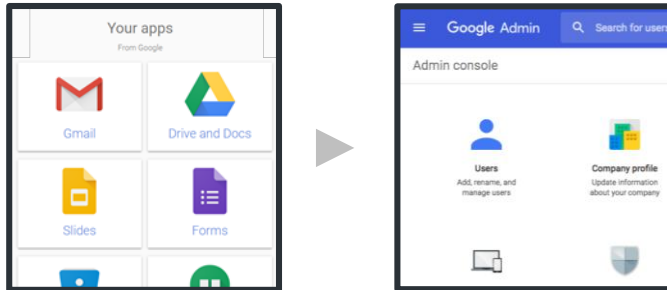 Your apps
From Google
Gmail
Drive and Docs
Slides
Forms
Google Admin
Search for users
Admin console
Users
Add, rename, and
manage users
Company profile
Update information
about your company